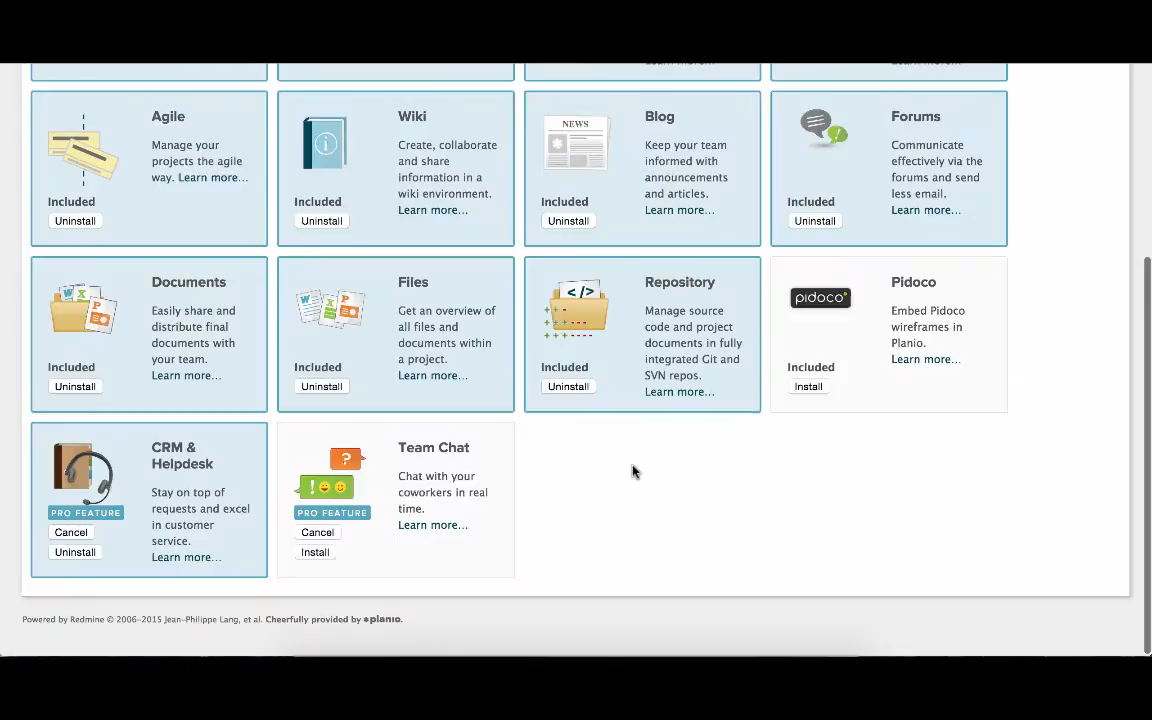 Agile
Manage your
projects the agile
way. Learn more...
Included
Uninstall
Wiki
Create, collaborate
and share
information in a
wiki environment.
Learn more...
Included
Uninstall
NEWS
Blog
Keep your team
informed with
announcements
and articles.
Learn more...
Included
Uninstall
Forums
Communicate
effectively via the
forums and send
less email.
Learn more...
Included
Uninstall
W X P
Documents
Easily share and
distribute final
documents with
your team.
Learn more...
Included
Uninstall
W X P
Files
Get an overview of
all files and
documents within
a project.
Learn more...
Included
Uninstall
</>
Repository
Manage source
code and project
documents in fully
integrated Git and
SVN repos.
Learn more...
Included
Uninstall
pidoco
Pidoco
Embed Pidoco
wireframes in
Planio.
Learn more...
Included
Install
CRM &
Helpdesk
Stay on top of
requests and excel
in customer
service.
Learn more...
PRO FEATURE
Cancel
Uninstall
?
!
Team Chat
Chat with your
coworkers in real
time.
Learn more...
PRO FEATURE
Cancel
Install
Powered by Redmine © 2006-2015 Jean-Philippe Lang, et al. Cheerfully provided by planio.